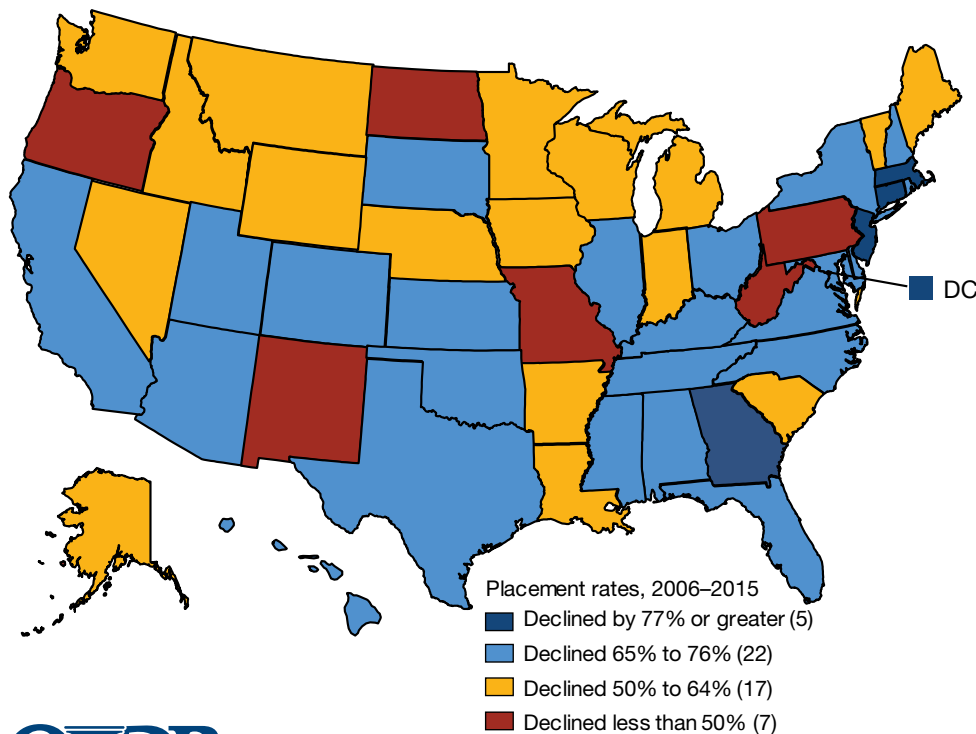 DC
Placement rates, 2006–2015
Declined by 77% or greater (5)
Declined 65% to 76% (22)
Declined 50% to 64% (17)
Declined less than 50% (7)